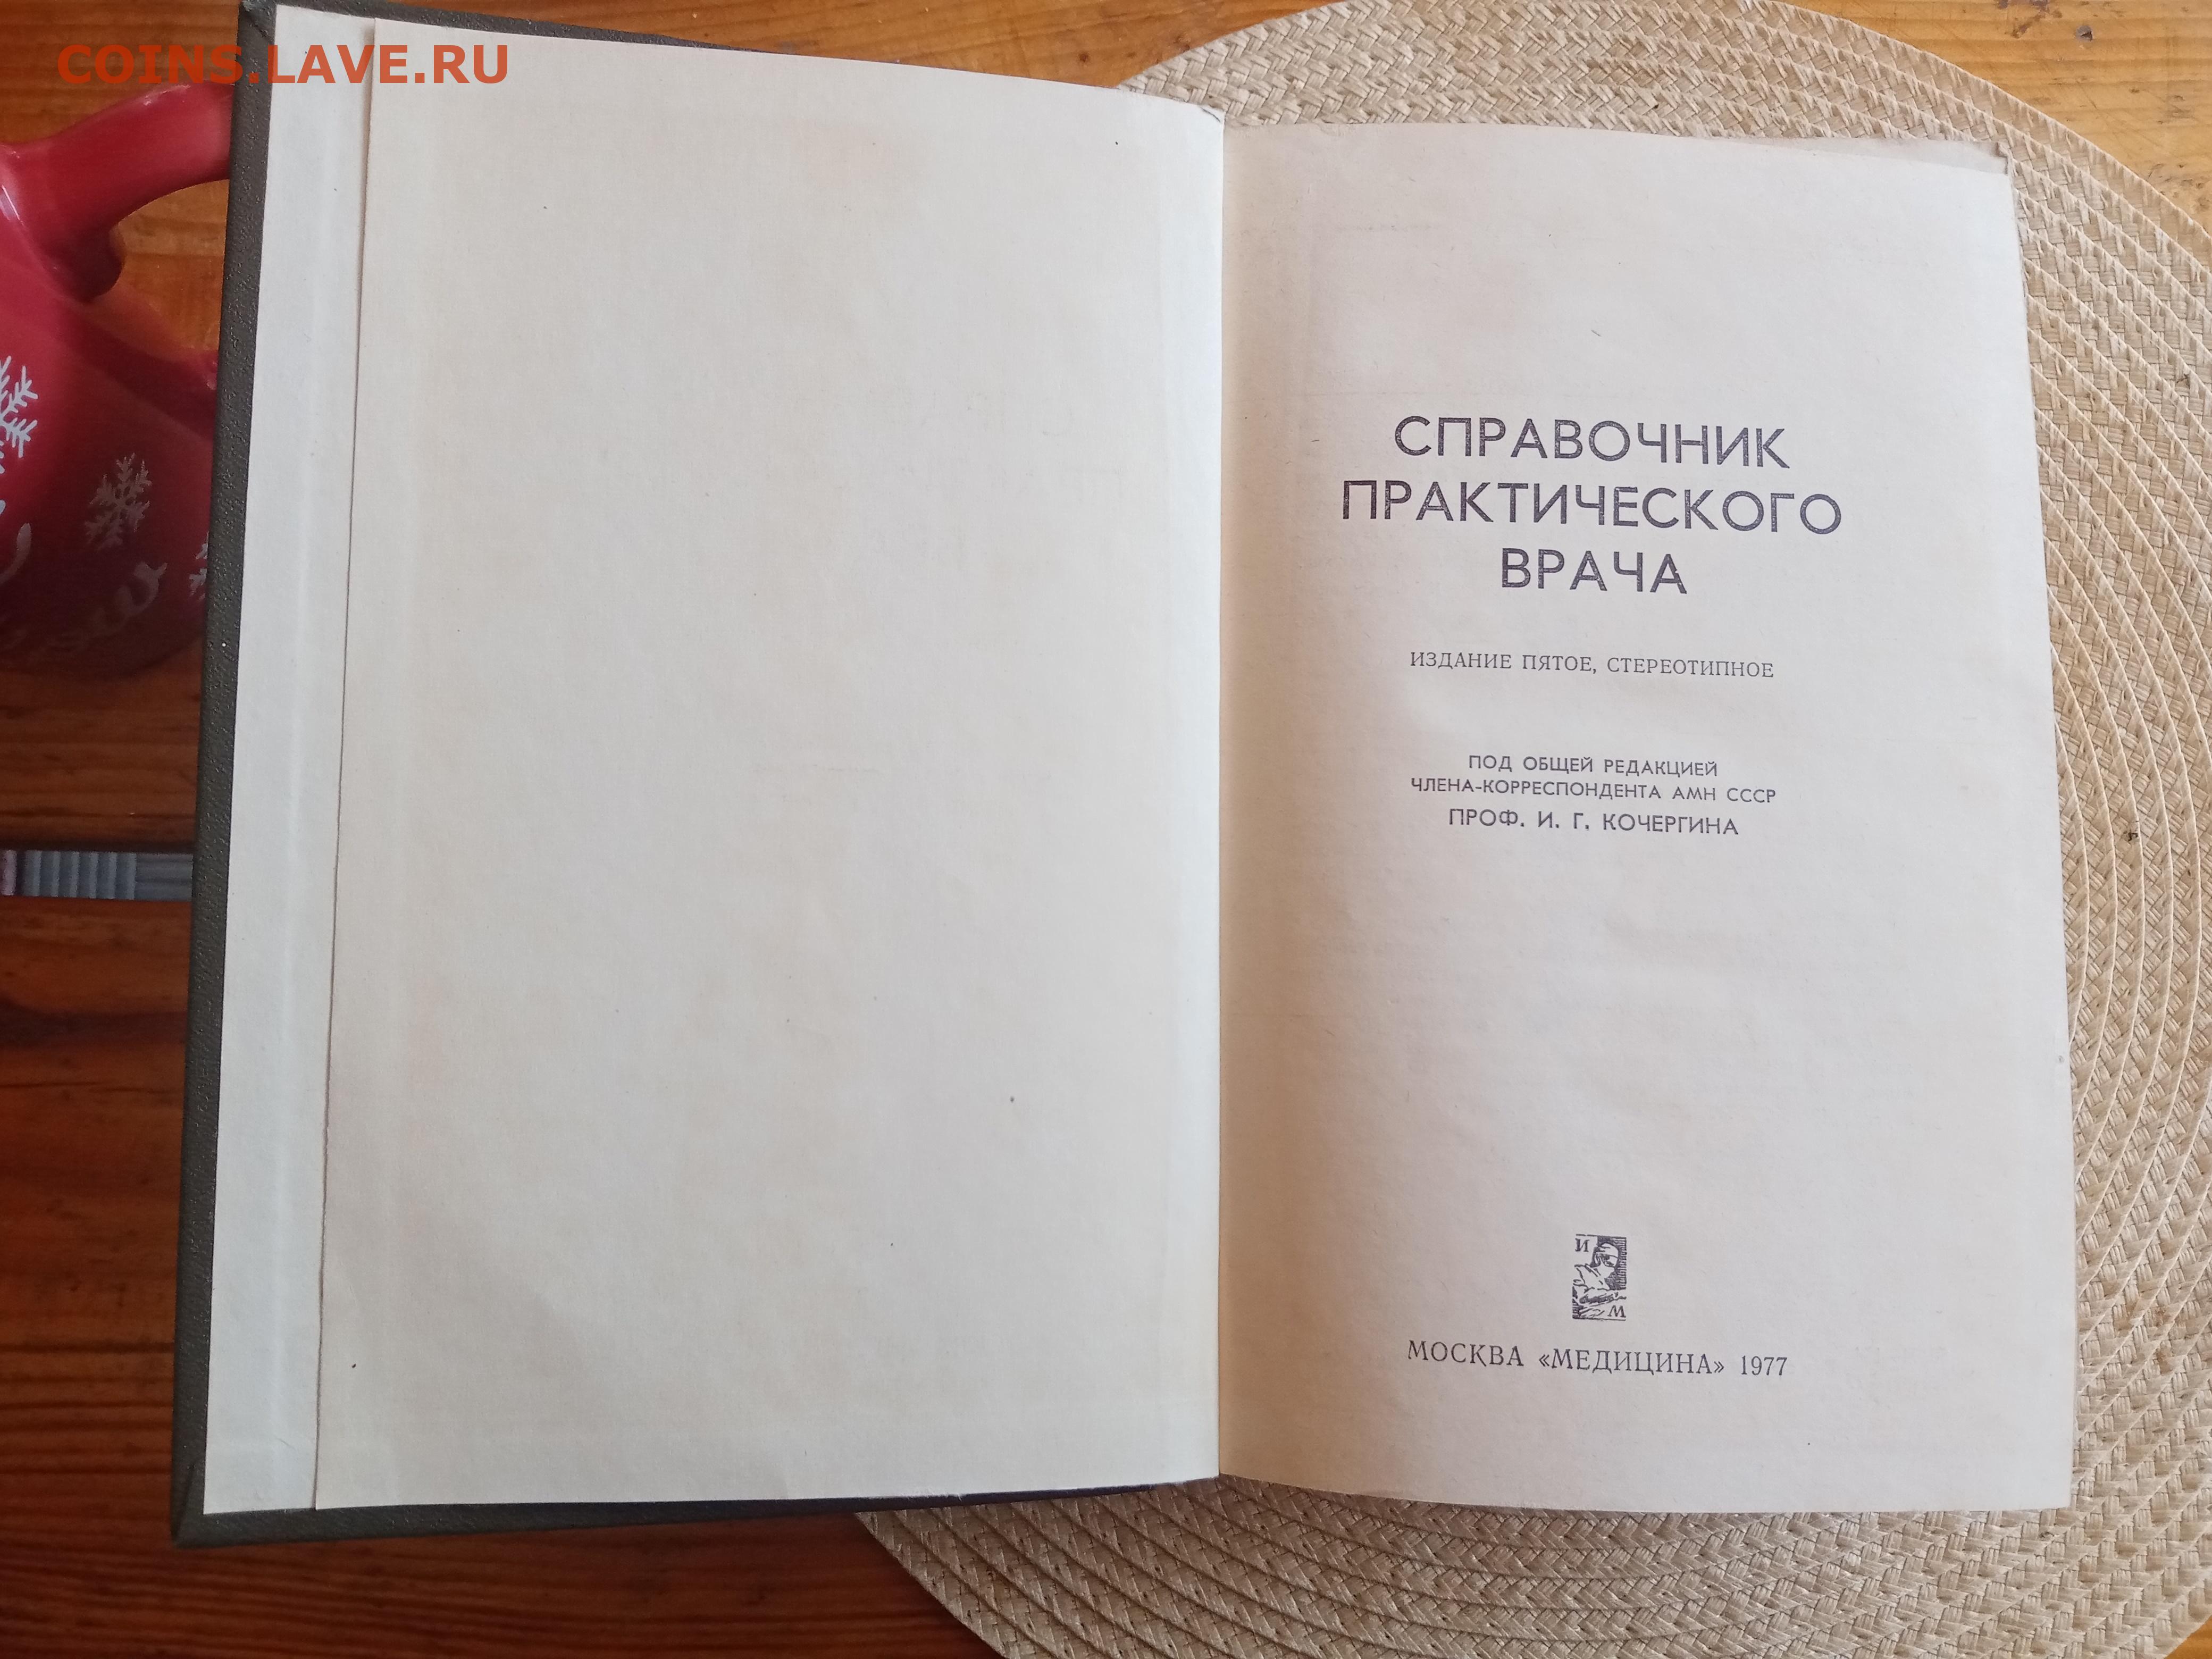 COINS.LAVE.RU
СПРАВОЧНИК
ПРАКТИЧЕСКОГО
ВРАЧА
ИЗДАНИЕ ПЯТОЕ, СТЕРЕОТИПНОЕ
ПОД ОБЩЕЙ РЕДАКЦИЕЙ
ЧЛЕНА-КОРРЕСПОНДЕНТА АМН СССР
ПРОФ. И. Г. КОЧЕРГИНА
И
М
МОСКВА «МЕДИЦИНА» 1977